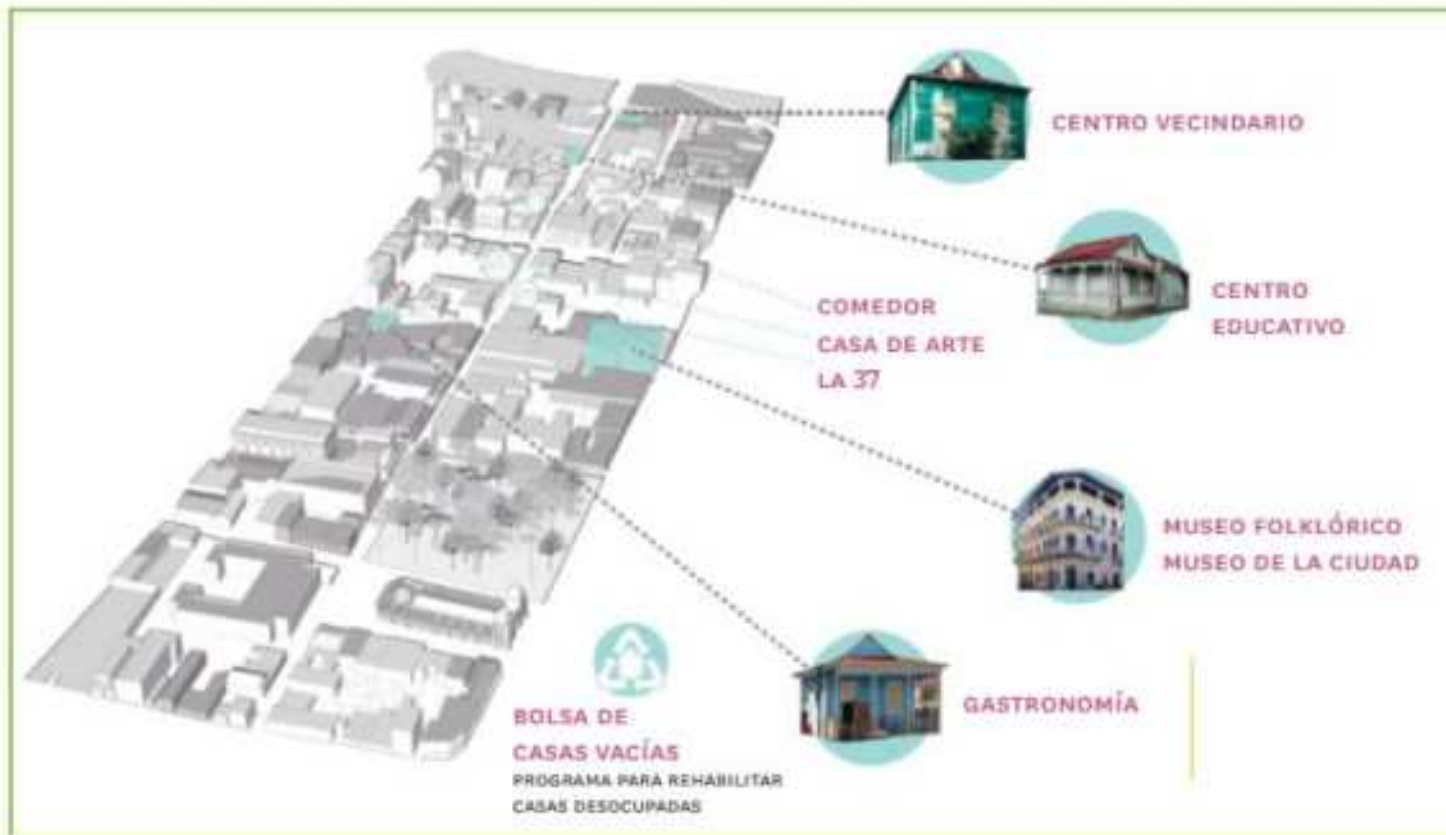 CENTRO VECINDARIO
CENTRO
EDUCATIVO
COMEDOR
CASA DE ARTE
LA 37
MUSEO FOLKLÓRICO
MUSEO DE LA CIUDAD
GASTRONOMÍA
BOLSA DE
CASAS VACÍAS
PROGRAMA PARA REHABILITAR
CASAS DESOCUPADAS